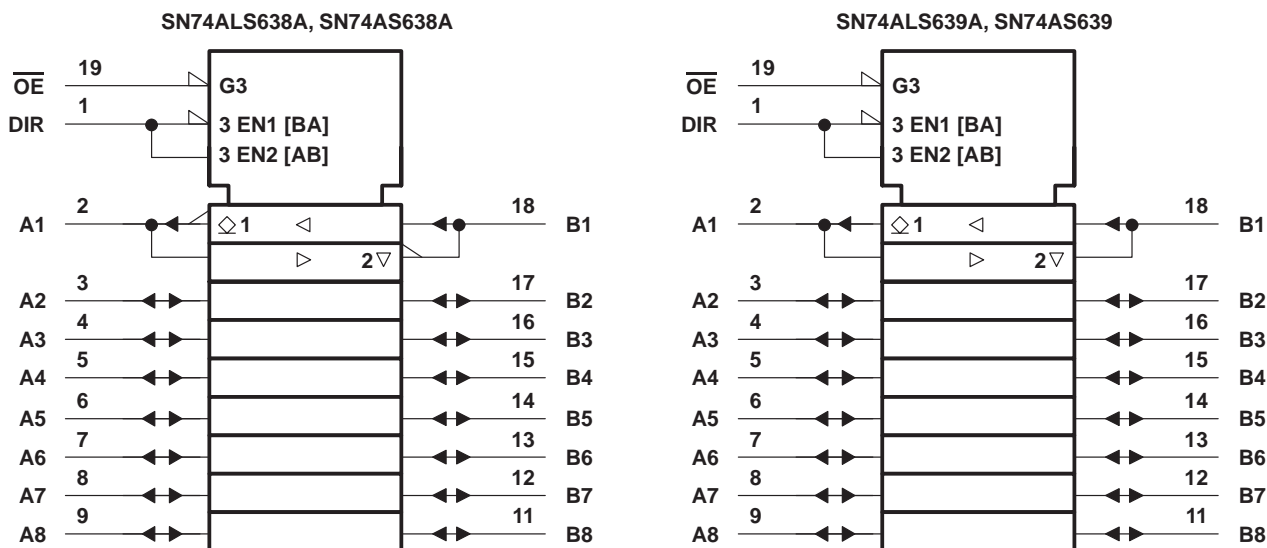 SN74ALS638A, SN74AS638A
OE 19 G3
DIR 1 3 EN1 [BA]
3 EN2 [AB]
A1 2 1 18 B1
2
A2 3 17 B2
A3 4 16 B3
A4 5 15 B4
A5 6 14 B5
A6 7 13 B6
A7 8 12 B7
A8 9 11 B8
SN74ALS639A, SN74AS639
OE 19 G3
DIR 1 3 EN1 [BA]
3 EN2 [AB]
A1 2 1 18 B1
2
A2 3 17 B2
A3 4 16 B3
A4 5 15 B4
A5 6 14 B5
A6 7 13 B6
A7 8 12 B7
A8 9 11 B8